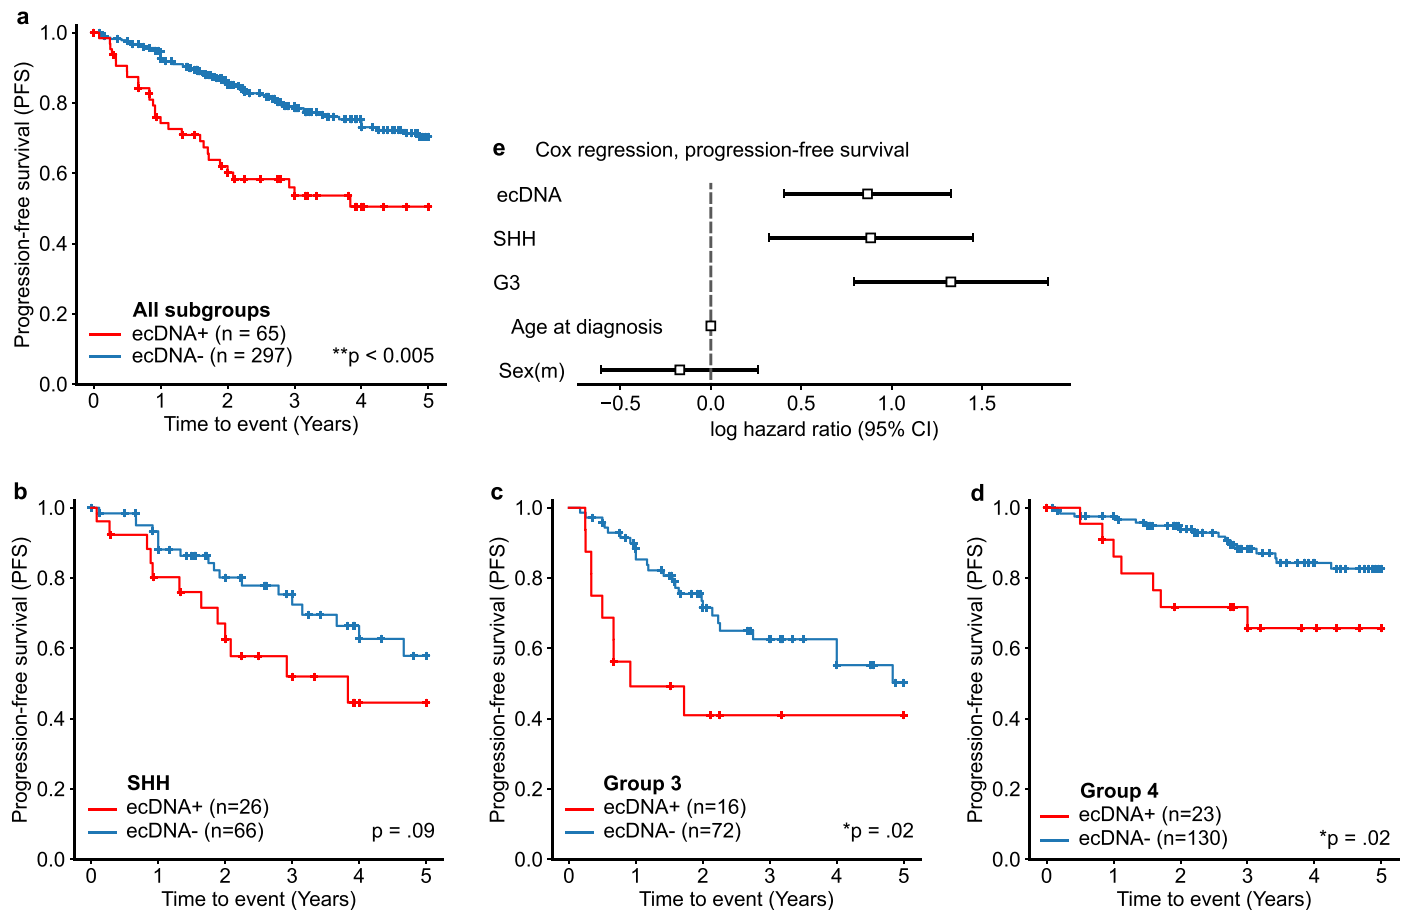 a
Progression-free survival (PFS)
1.0
0.8
0.6
0.4
0.2
0.0
All subgroups
ecDNA+ (n = 65)
ecDNA- (n = 297)
**p < 0.005
0 1 2 3 4 5
Time to event (Years)
e Cox regression, progression-free survival
ecDNA
SHH
G3
Age at diagnosis
Sex(m)
−0.5 0.0 0.5 1.0 1.5
log hazard ratio (95% CI)
b
Progression-free survival (PFS)
1.0
0.8
0.6
0.4
0.2
0.0
SHH
ecDNA+ (n=26)
ecDNA- (n=66)
p = .09
0 1 2 3 4 5
Time to event (Years)
c
Progression-free survival (PFS)
1.0
0.8
0.6
0.4
0.2
0.0
Group 3
ecDNA+ (n=16)
ecDNA- (n=72)
*p = .02
0 1 2 3 4 5
Time to event (Years)
d
Progression-free survival (PFS)
1.0
0.8
0.6
0.4
0.2
0.0
Group 4
ecDNA+ (n=23)
ecDNA- (n=130)
*p = .02
0 1 2 3 4 5
Time to event (Years)